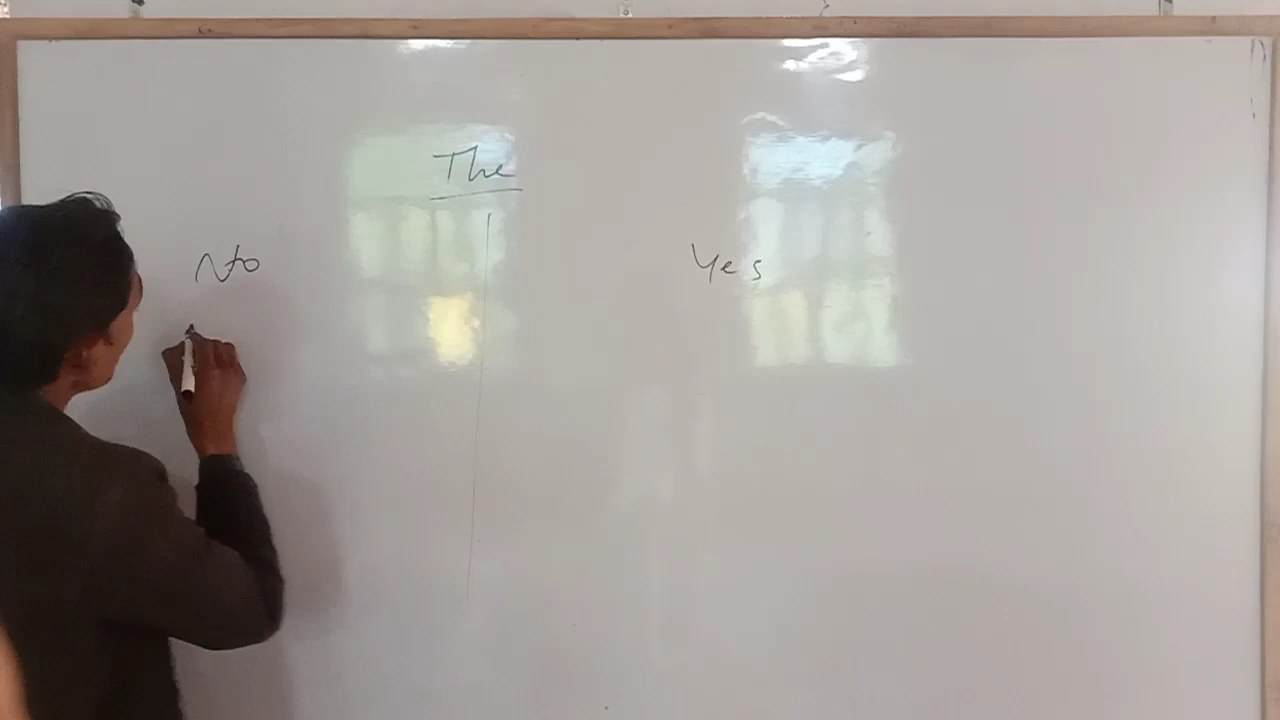 The
No
Yes